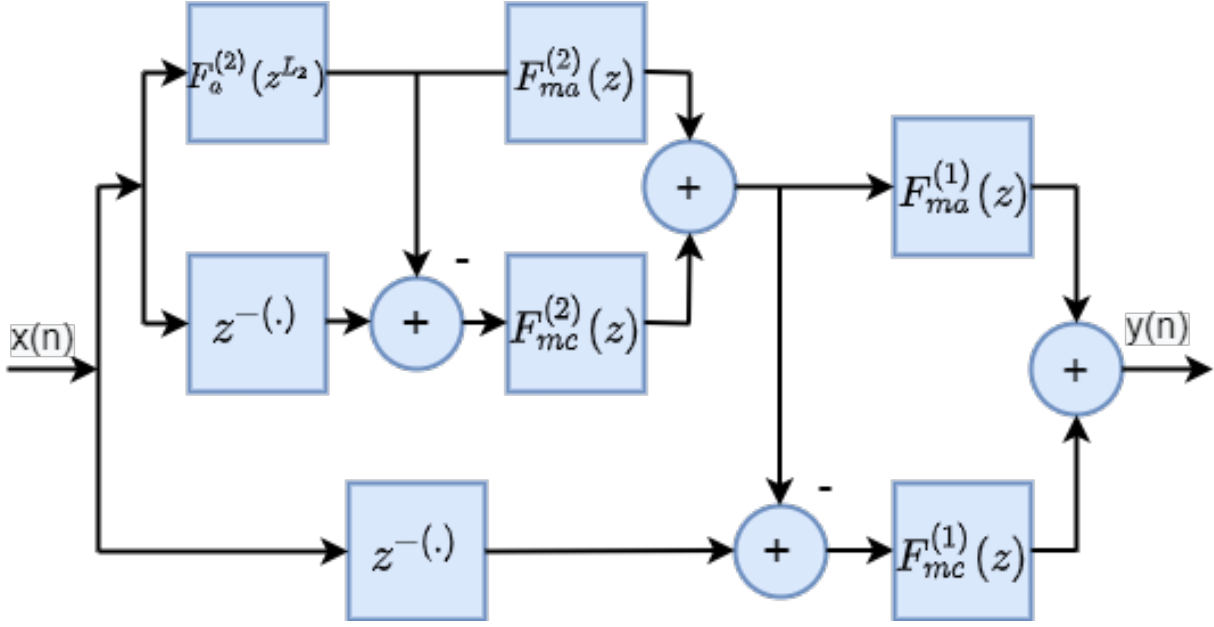 F_a^{(2)}(z^{L_2})
F_{ma}^{(2)}(z)
+
F_{ma}^{(1)}(z)
-
z^{-(.)}
+
F_{mc}^{(2)}(z)
x(n)
y(n)
+
-
z^{-(.)}
+
F_{mc}^{(1)}(z)